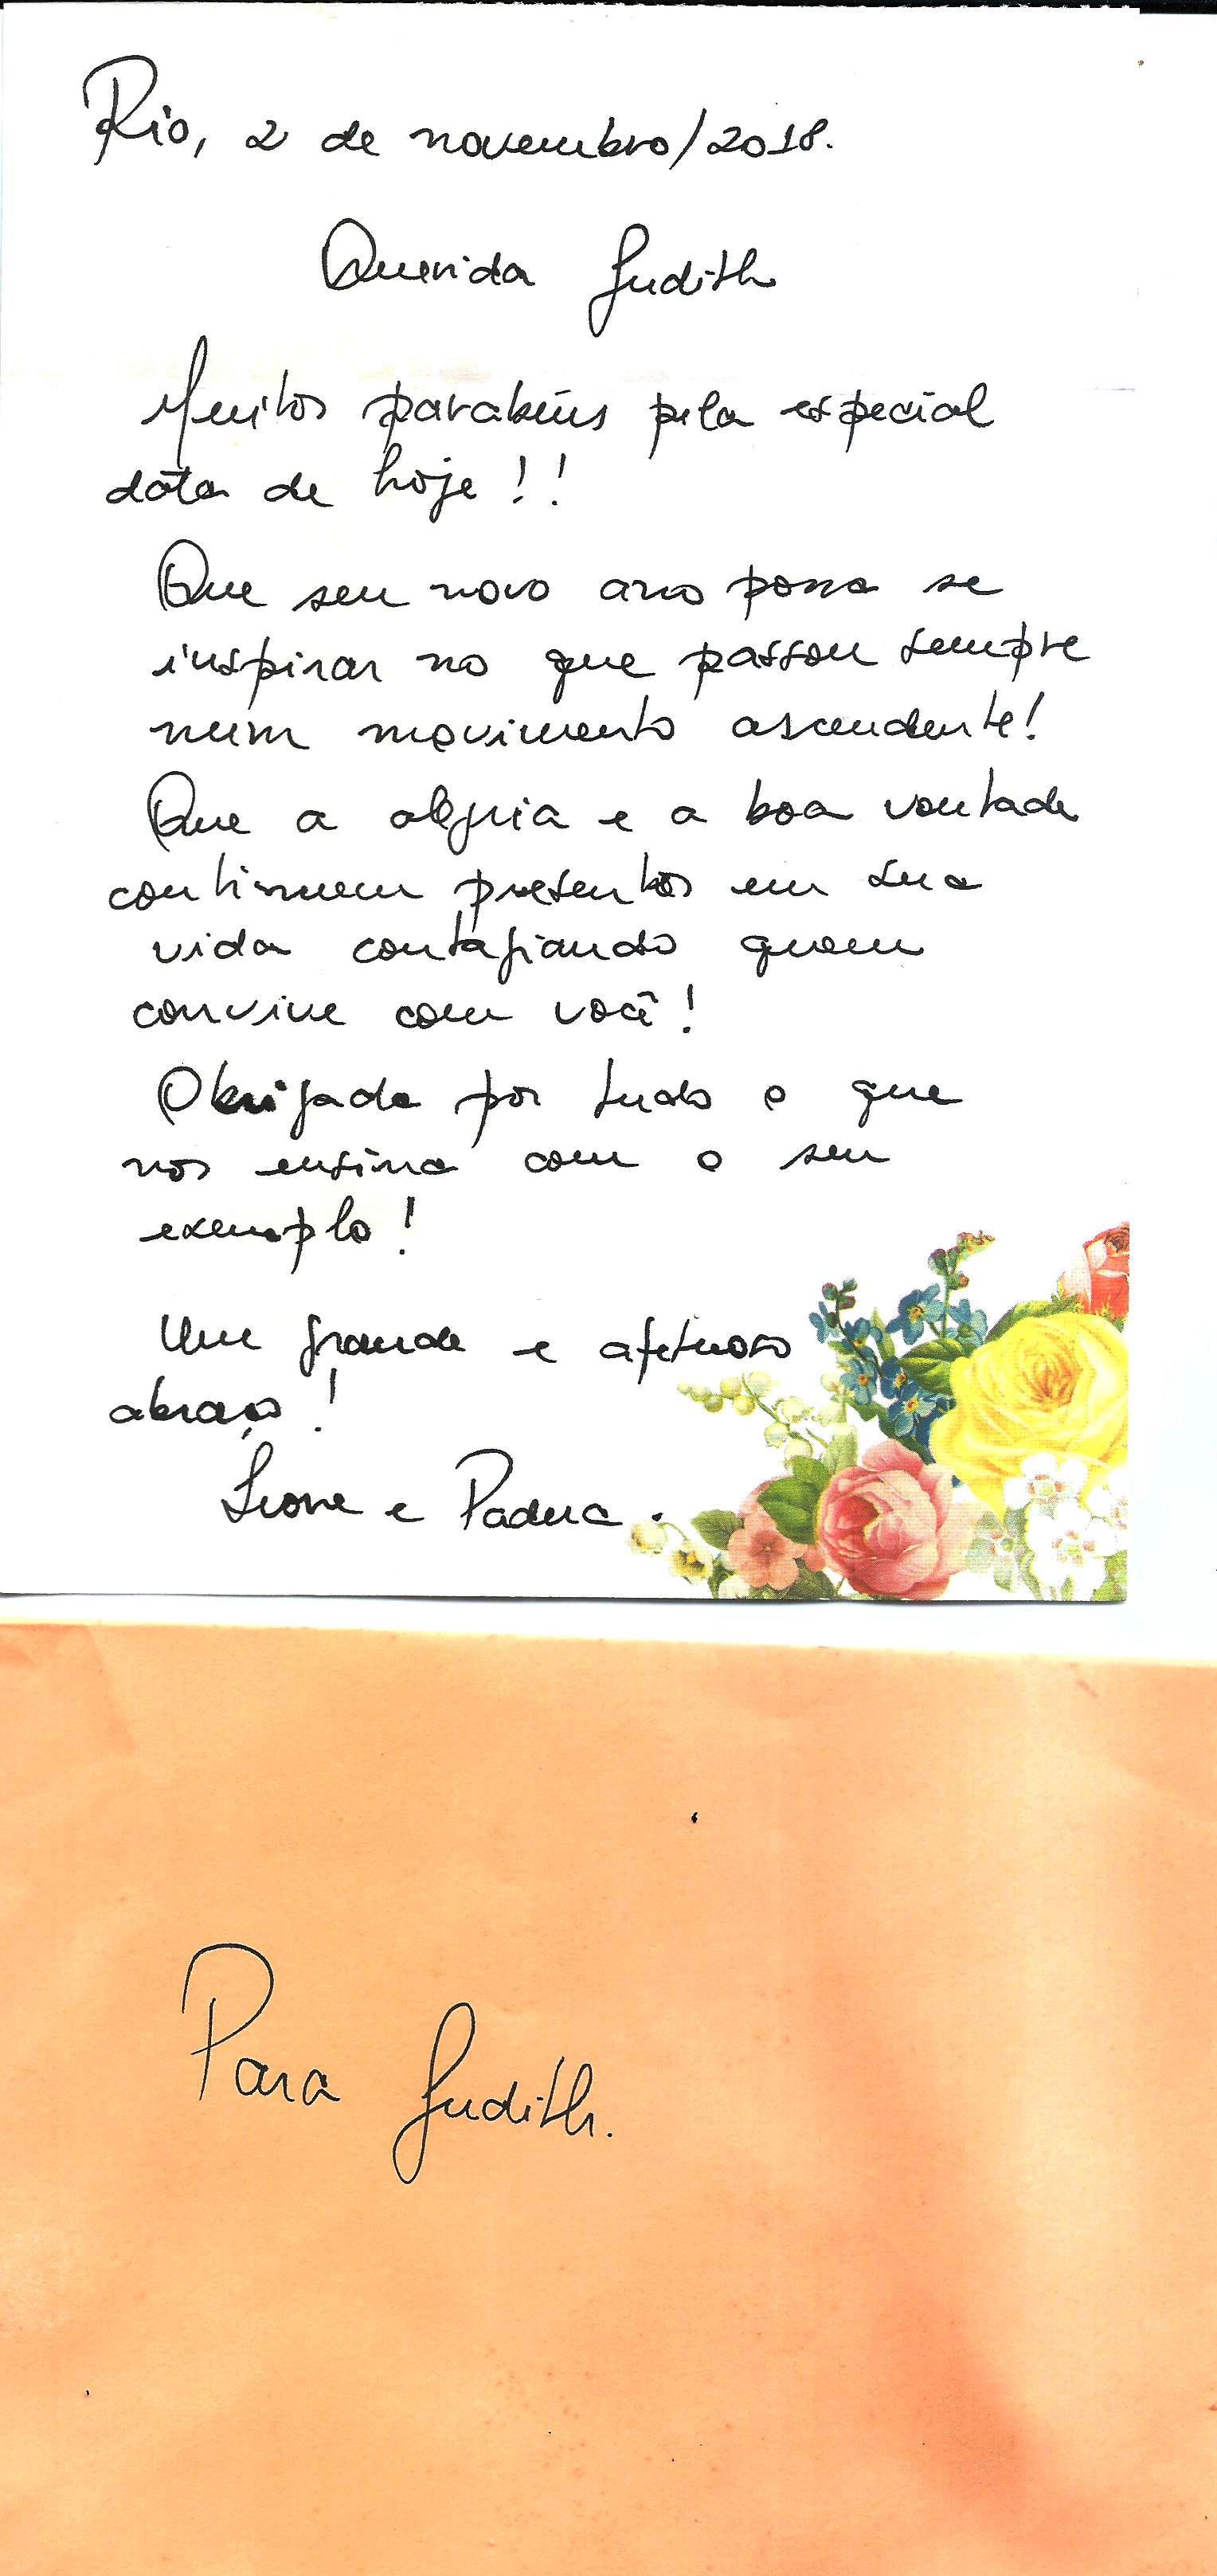 Rio, 2 de novembro/2018.
Querida Judith
Muitos parabéns pela especial
data de hoje!!
Que seu novo ano possa se
inspirar no que passou sempre
num movimento ascendente!
Que a alegria e a boa vontade
continuem presentes em sua
vida contagiando quem
convive com você!
Obrigada por tudo o que
nos ensina com o seu
exemplo!
Um grande e afetuoso
abraço!
e Padua.
Para Judith.